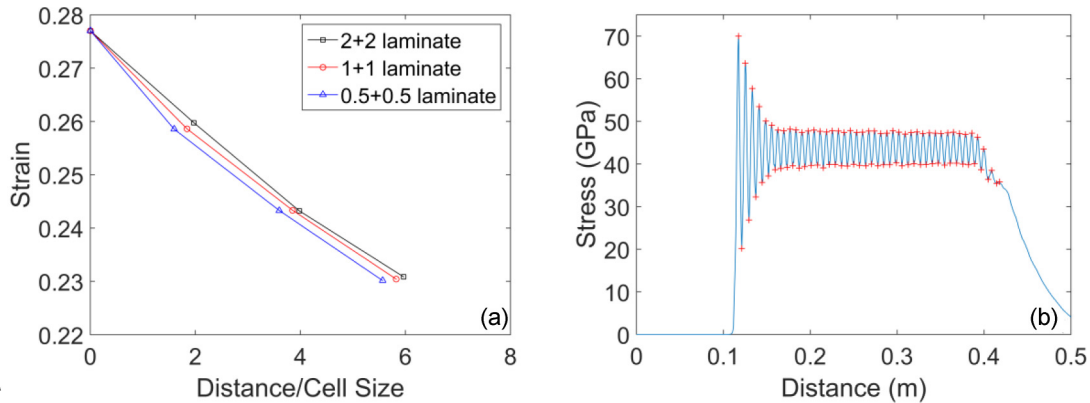 0.28
0.27
0.26
0.25
0.24
0.23
0.22
Strain
0
2
4
6
8
Distance/Cell Size
2+2 laminate
1+1 laminate
0.5+0.5 laminate
(a)
70
60
50
40
30
20
10
0
Stress (GPa)
0
0.1
0.2
0.3
0.4
0.5
Distance (m)
(b)